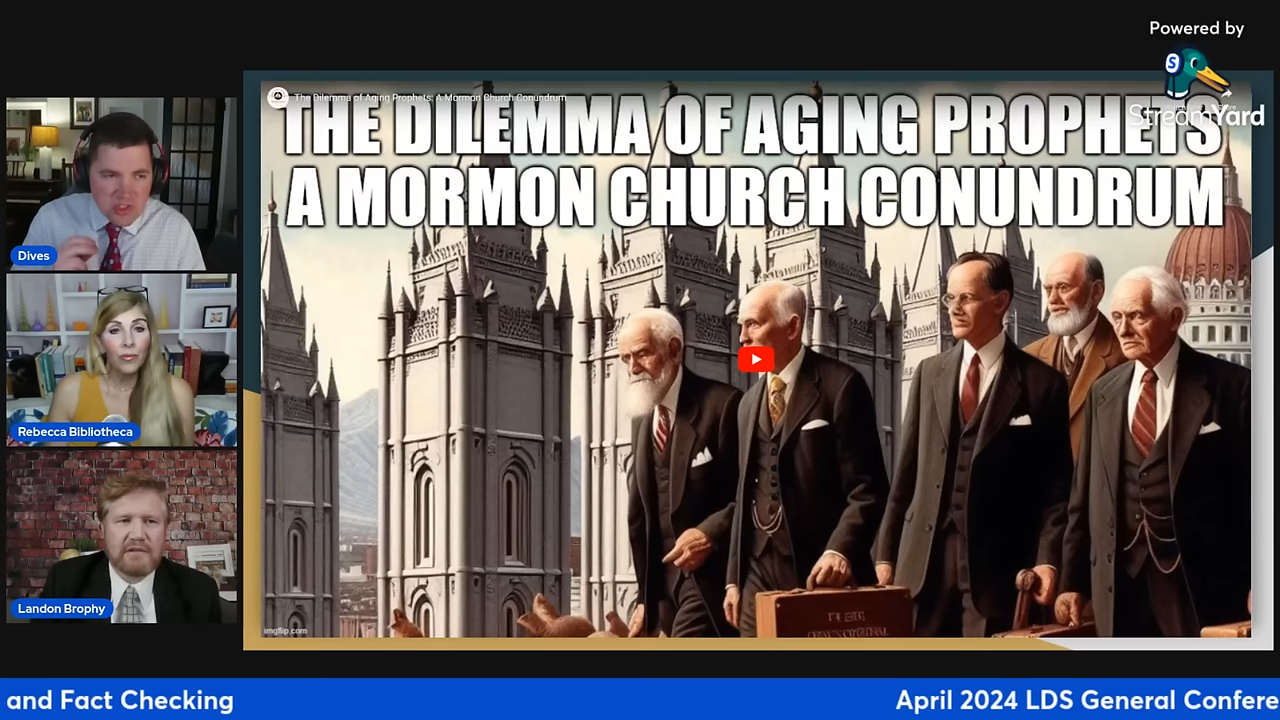 Powered by
StreamYard
The Dilemma of Aging Prophets: A Mormon Church Conundrum
THE DILEMMA OF AGING PROPHETS
A MORMON CHURCH CONUNDRUM
Dives
Rebecca Bibliotheca
Landon Brophy
imgflip.com
and Fact Checking
April 2024 LDS General Confere